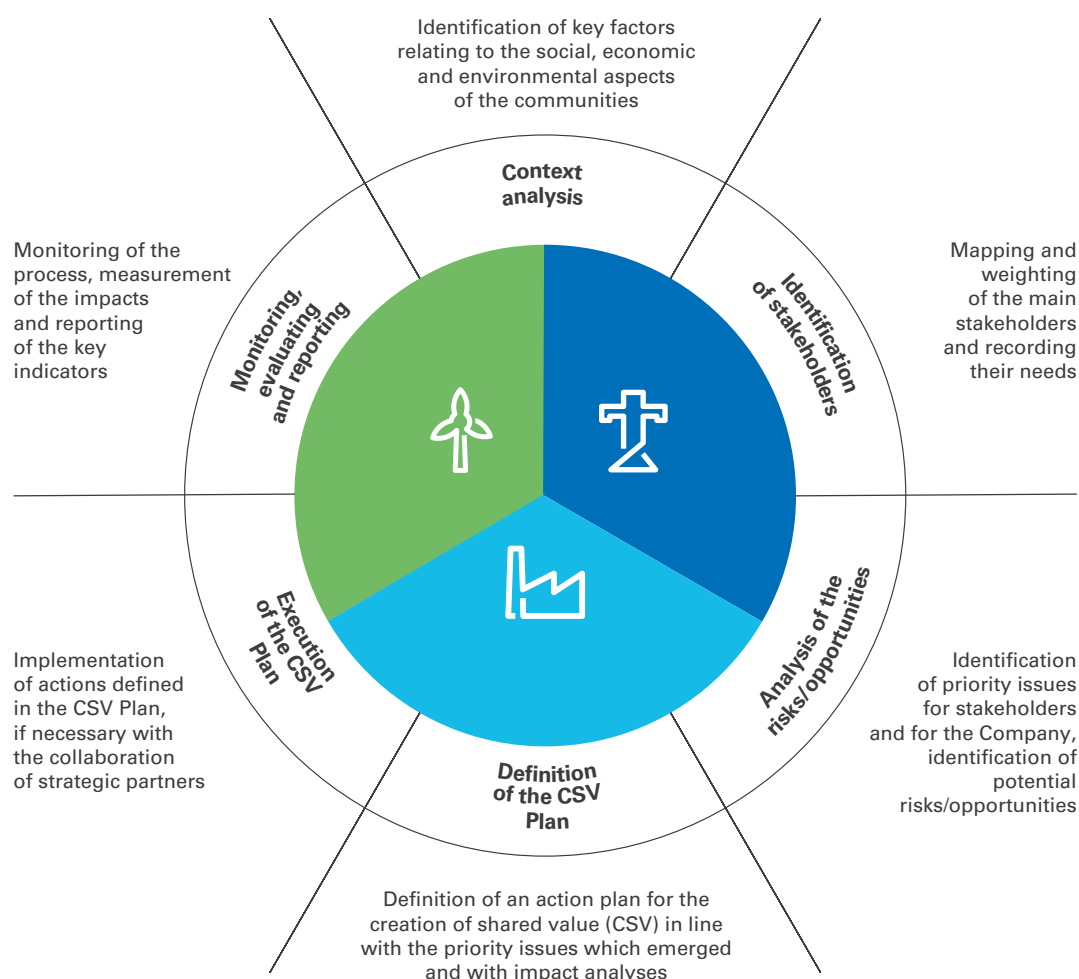 Identification of key factors
relating to the social, economic
and environmental aspects
of the communities
Context
analysis
Mapping and
weighting
of the main
stakeholders
and recording
their needs
Identification
of stakeholders
Identification
of priority issues
for stakeholders
and for the Company,
identification of
potential
risks/opportunities
Analysis of the
risks/opportunities
Definition
of the CSV
Plan
Definition of an action plan for the
creation of shared value (CSV) in line
with the priority issues which emerged
and with impact analyses
Execution
of the CSV
Plan
Implementation
of actions defined
in the CSV Plan,
if necessary with
the collaboration
of strategic partners
Monitoring,
evaluating
and reporting
Monitoring of the
process, measurement
of the impacts
and reporting
of the key
indicators